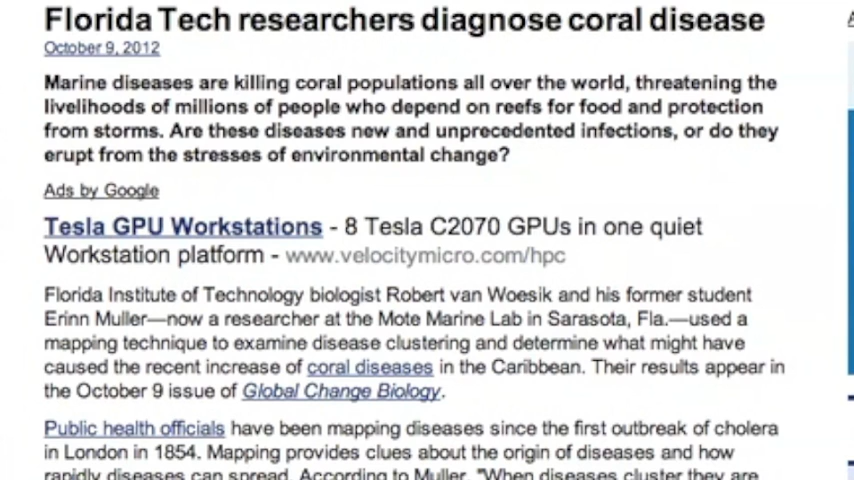 Florida Tech researchers diagnose coral disease
October 9, 2012
Marine diseases are killing coral populations all over the world, threatening the
livelihoods of millions of people who depend on reefs for food and protection
from storms. Are these diseases new and unprecedented infections, or do they
erupt from the stresses of environmental change?
Ads by Google
Tesla GPU Workstations - 8 Tesla C2070 GPUs in one quiet
Workstation platform - www.velocitymicro.com/hpc
Florida Institute of Technology biologist Robert van Woesik and his former student
Erinn Muller—now a researcher at the Mote Marine Lab in Sarasota, Fla.—used a
mapping technique to examine disease clustering and determine what might have
caused the recent increase of coral diseases in the Caribbean. Their results appear in
the October 9 issue of Global Change Biology.
Public health officials have been mapping diseases since the first outbreak of cholera
in London in 1854. Mapping provides clues about the origin of diseases and how
rapidly diseases can spread. According to Muller, "When diseases cluster they are